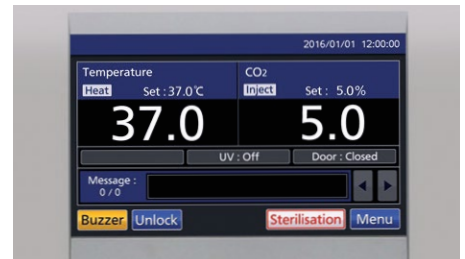 2016/01/01 12:00:00
Temperature
Heat Set : 37.0℃
37.0
CO2
Inject Set : 5.0%
5.0
UV : Off
Door : Closed
Message :
0 / 0
Buzzer Unlock Sterilisation Menu